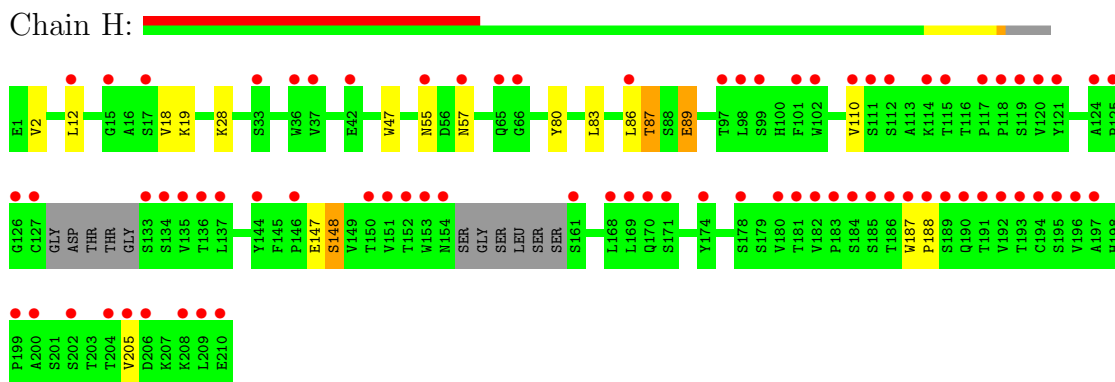 Chain H:
E1 V2 L12 G15 A16 S17 V18 K19 K28 S33 W36 V37 E42 W47 N55 D56 N57 Q65 G66 Y80 L83 L86 T87 S88 E89 T97 L98 S99 H100 F101 W102 V110 S111 S112 A113 K114 T115 T116 P117 P118 S119 V120 Y121 A124 P125
G126 C127 GLY ASP THR THR GLY S133 S134 V135 T136 L137 Y144 F145 P146 E147 S148 V149 T150 V151 T152 W153 N154 SER GLY SER LEU SER SER S161 L168 L169 Q170 S171 Y174 S178 S179 V180 T181 V182 P183 S184 S185 T186 W187 P188 S189 Q190 T191 V192 T193 C194 S195 V196 A197 H198
P199 A200 S201 S202 T203 T204 V205 D206 K207 K208 L209 E210